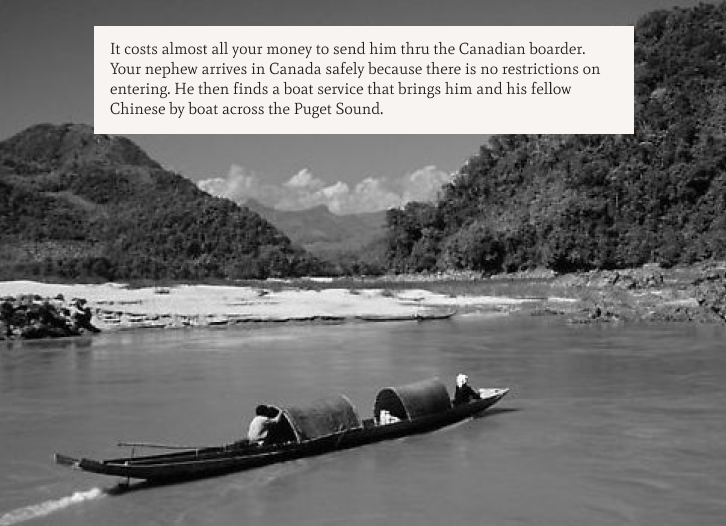 It costs almost all your money to send him thru the Canadian boarder.
Your nephew arrives in Canada safely because there is no restrictions on
entering. He then finds a boat service that brings him and his fellow
Chinese by boat across the Puget Sound.